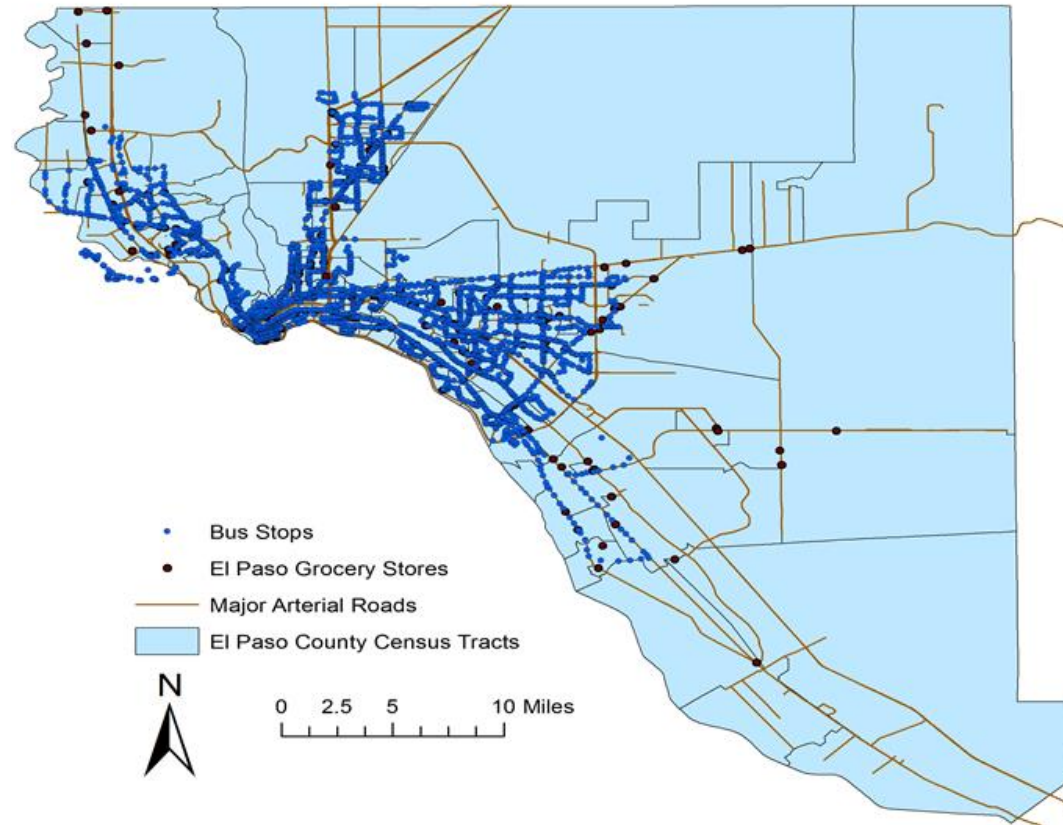 Bus Stops
El Paso Grocery Stores
Major Arterial Roads
El Paso County Census Tracts
N
0 2.5 5 10 Miles